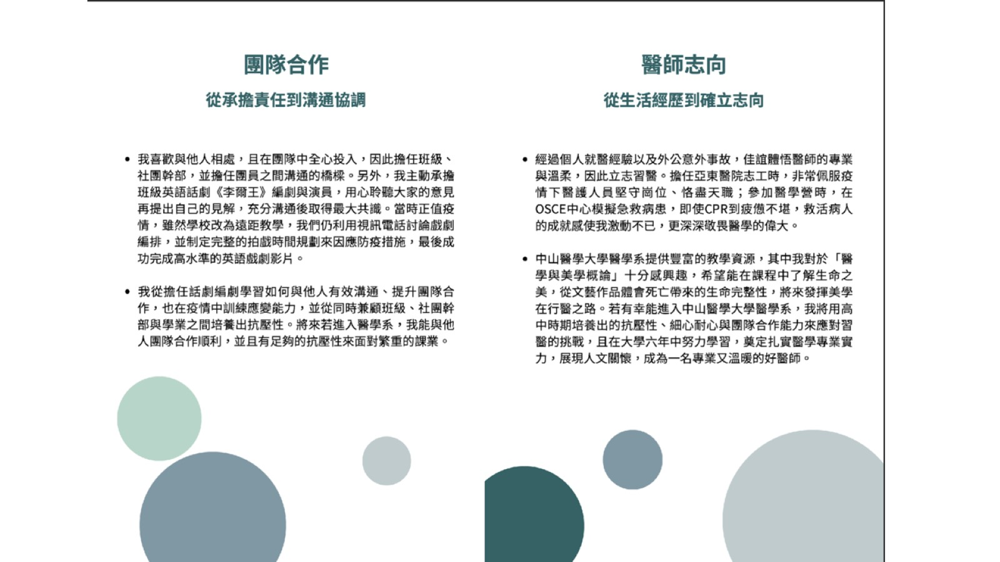 團隊合作
從承擔責任到溝通協調
• 我喜歡與他人相處，且在團隊中全心投入，因此擔任班級、
社團幹部，並擔任團員之間溝通的橋樑。另外，我主動承擔
班級英語話劇《李爾王》編劇與演員，用心聆聽大家的意見
再提出自己的見解，充分溝通後取得最大共識。當時正值疫
情，雖然學校改為遠距教學，我們仍利用視訊電話討論戲劇
編排，並制定完整的拍戲時間規劃來因應防疫措施，最後成
功完成高水準的英語戲劇影片。
• 我從擔任話劇編劇學習如何與他人有效溝通、提升團隊合
作，也在疫情中訓練應變能力，並從同時兼顧班級、社團幹
部與學業之間培養出抗壓性。將來若進入醫學系，我能與他
人團隊合作順利，並且有足夠的抗壓性來面對繁重的課業。
醫師志向
從生活經歷到確立志向
• 經過個人就醫經驗以及外公意外事故，佳誼體悟醫師的專業
與溫柔，因此立志習醫。擔任亞東醫院志工時，非常佩服疫
情下醫護人員堅守崗位、恪盡天職；參加醫學營時，在
OSCE中心模擬急救病患，即使CPR到疲憊不堪，救活病人
的成就感使我激動不已，更深深敬畏醫學的偉大。
• 中山醫學大學醫學系提供豐富的教學資源，其中我對於「醫
學與美學概論」十分感興趣，希望能在課程中了解生命之
美，從文藝作品體會死亡帶來的生命完整性，將來發揮美學
在行醫之路。若有幸能進入中山醫學大學醫學系，我將用高
中時期培養出的抗壓性、細心耐心與團隊合作能力來應對習
醫的挑戰，且在大學六年中努力學習，奠定扎實醫學專業實
力，展現人文關懷，成為一名專業又溫暖的好醫師。